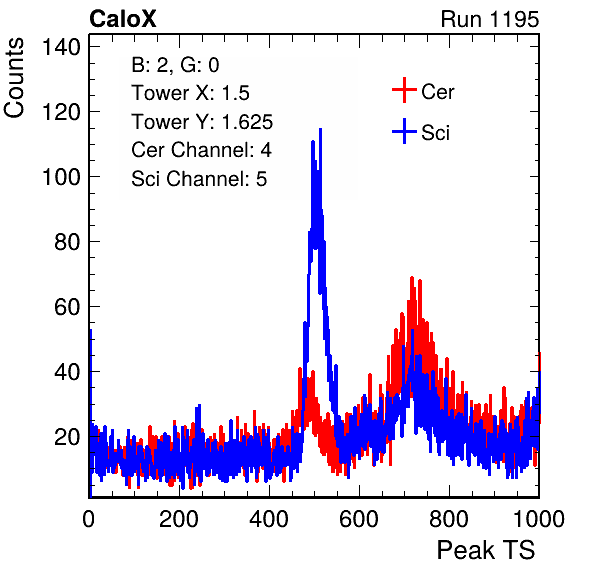 CaloX Run 1195
Counts
140
120
100
80
60
40
20
B: 2, G: 0
Tower X: 1.5
Tower Y: 1.625
Cer Channel: 4
Sci Channel: 5
Cer
Sci
0 200 400 600 800 1000
Peak TS